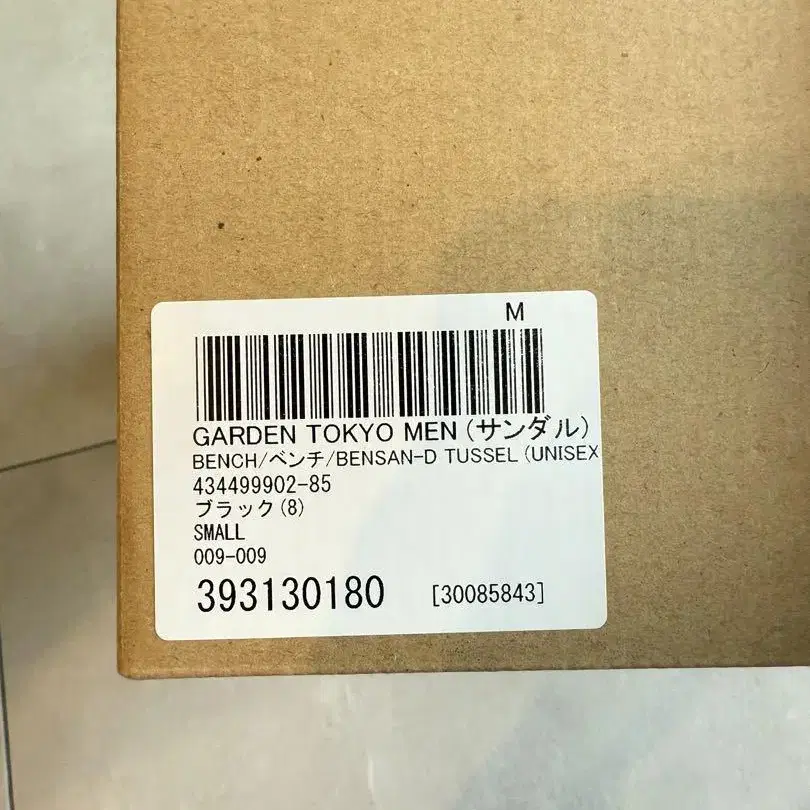 M
GARDEN TOKYO MEN(サンダル)
BENCH/ベンチ/BENSAN-D TUSSEL(UNISEX
434499902-85
ブラック(8)
SMALL
009-009
393130180 [30085843]